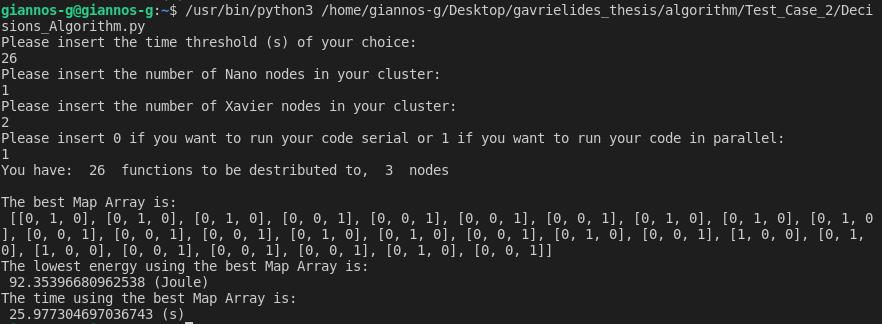 giannos-g@giannos-g:~$ /usr/bin/python3 /home/giannos-g/Desktop/gavrielides_thesis/algorithm/Test_Case_2/Deci
sions_Algorithm.py
Please insert the time threshold (s) of your choice:
26
Please insert the number of Nano nodes in your cluster:
1
Please insert the number of Xavier nodes in your cluster:
2
Please insert 0 if you want to run your code serial or 1 if you want to run your code in parallel:
1
You have:  26  functions to be destributed to,  3  nodes

The best Map Array is:
 [[0, 1, 0], [0, 1, 0], [0, 1, 0], [0, 0, 1], [0, 0, 1], [0, 0, 1], [0, 0, 1], [0, 1, 0], [0, 1, 0], [0, 1, 0
], [0, 0, 1], [0, 0, 1], [0, 0, 1], [0, 1, 0], [0, 1, 0], [0, 0, 1], [0, 1, 0], [0, 0, 1], [1, 0, 0], [0, 1,
0], [1, 0, 0], [0, 0, 1], [0, 0, 1], [0, 0, 1], [0, 1, 0], [0, 0, 1]]
The lowest energy using the best Map Array is:
 92.35396680962538 (Joule)
The time using the best Map Array is:
 25.977304697036743 (s)